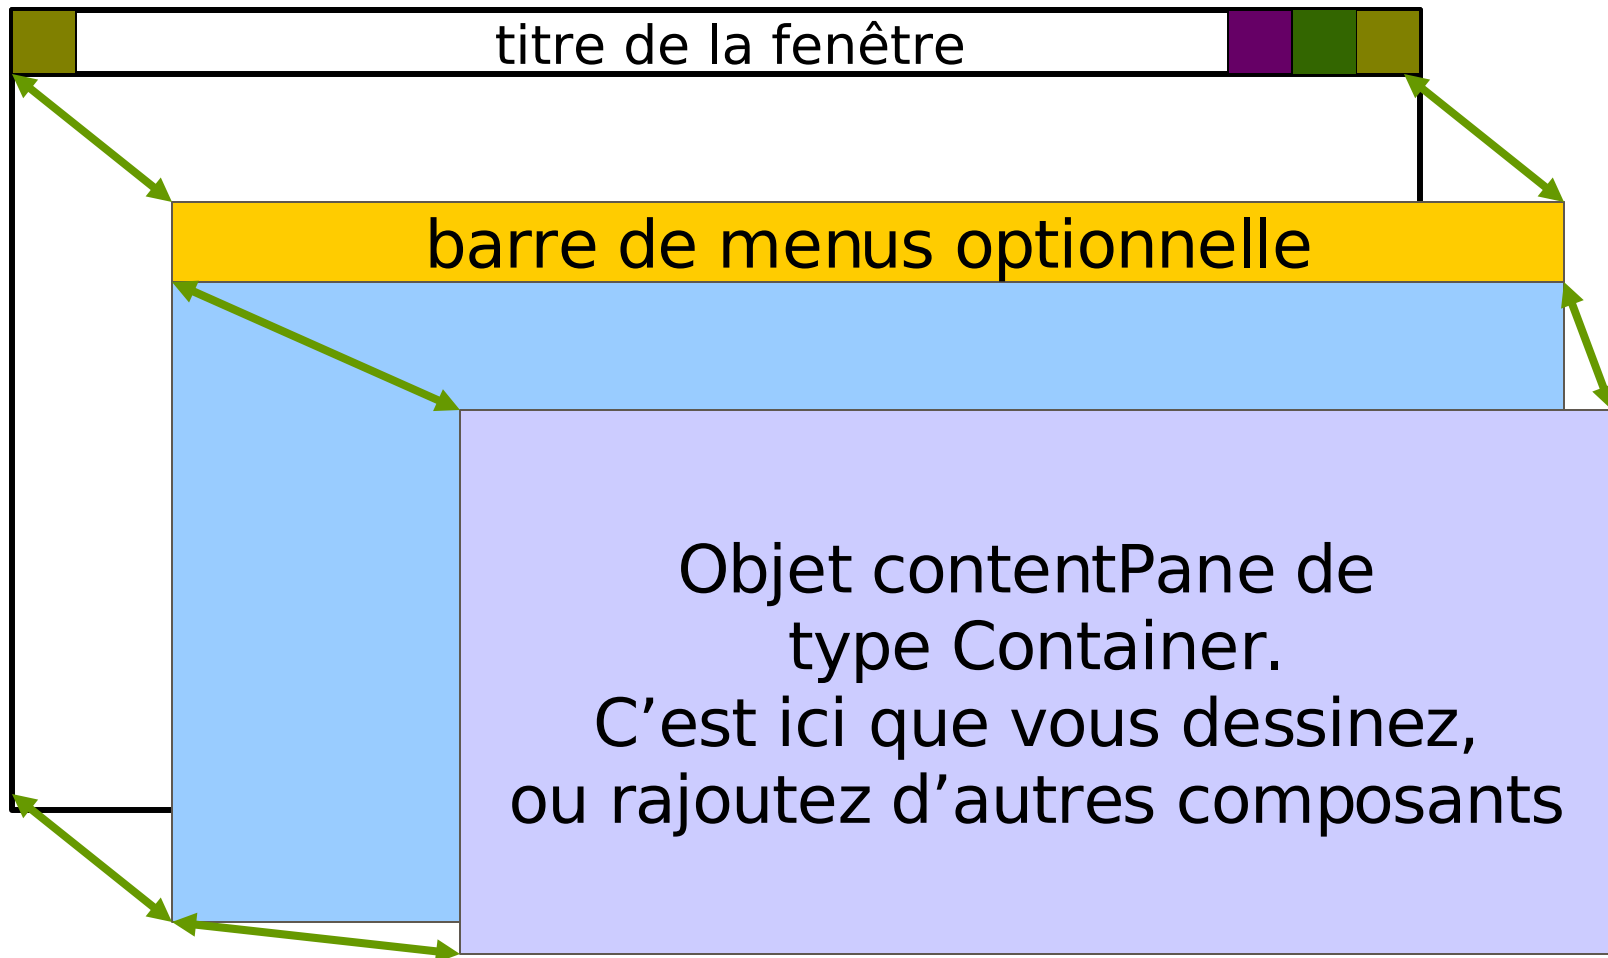 titre de la fenêtre
barre de menus optionnelle
Objet contentPane de
type Container.
C’est ici que vous dessinez,
ou rajoutez d’autres composants